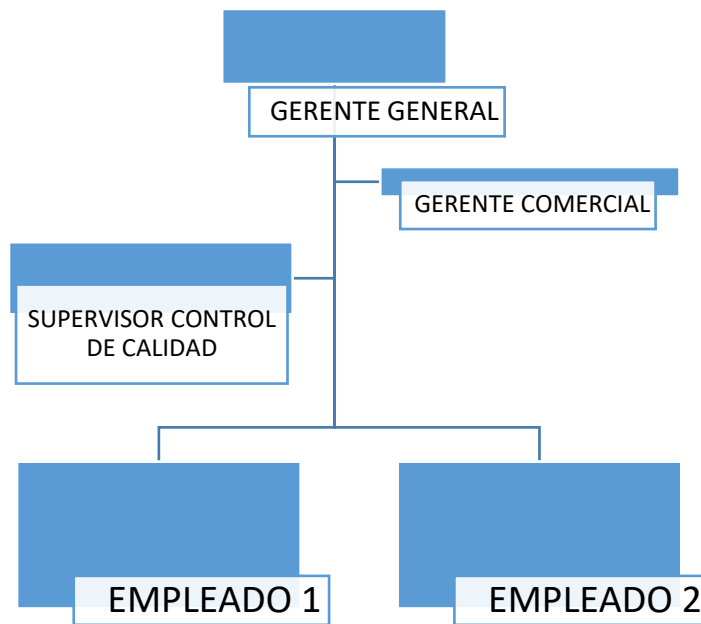 GERENTE GENERAL
GERENTE COMERCIAL
SUPERVISOR CONTROL
DE CALIDAD
EMPLEADO 1
EMPLEADO 2